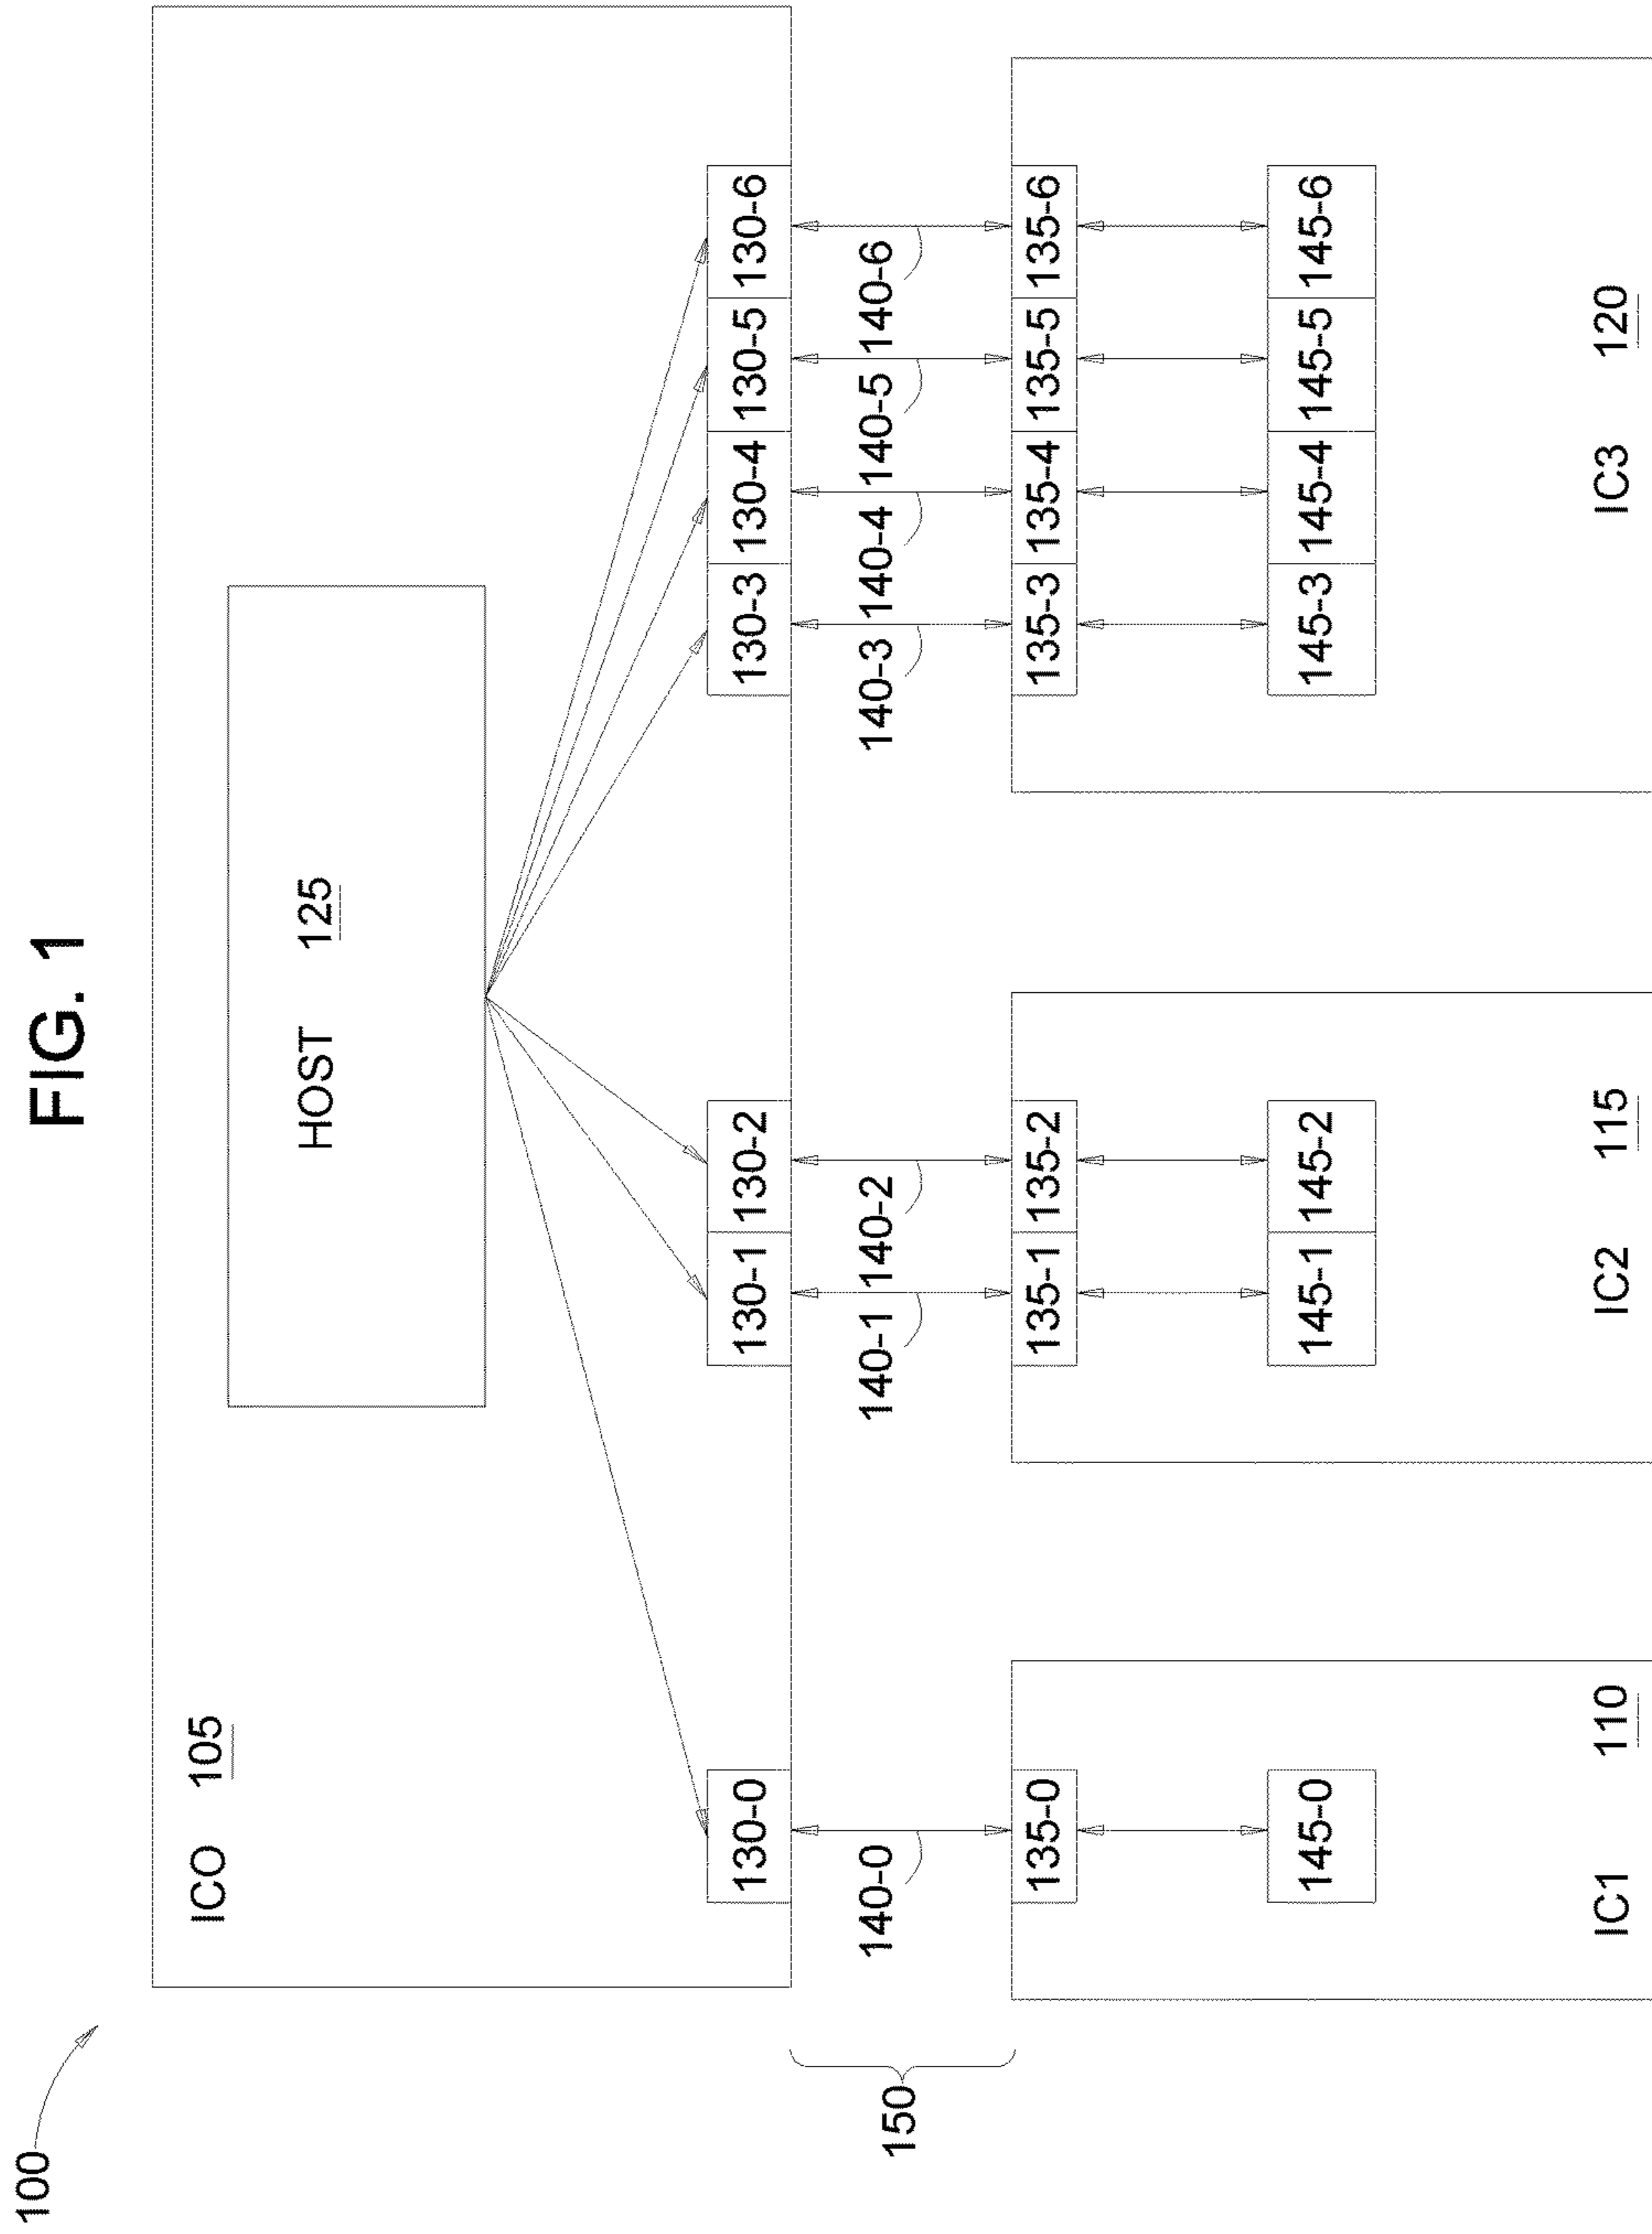 FIG. 1
100
ICO 105
HOST 125
130-0 130-1 130-2 130-3 130-4 130-5 130-6
150
140-0 140-1 140-2 140-3 140-4 140-5 140-6
135-0 135-1 135-2 135-3 135-4 135-5 135-6
145-0 145-1 145-2 145-3 145-4 145-5 145-6
IC1 110 IC2 115 IC3 120